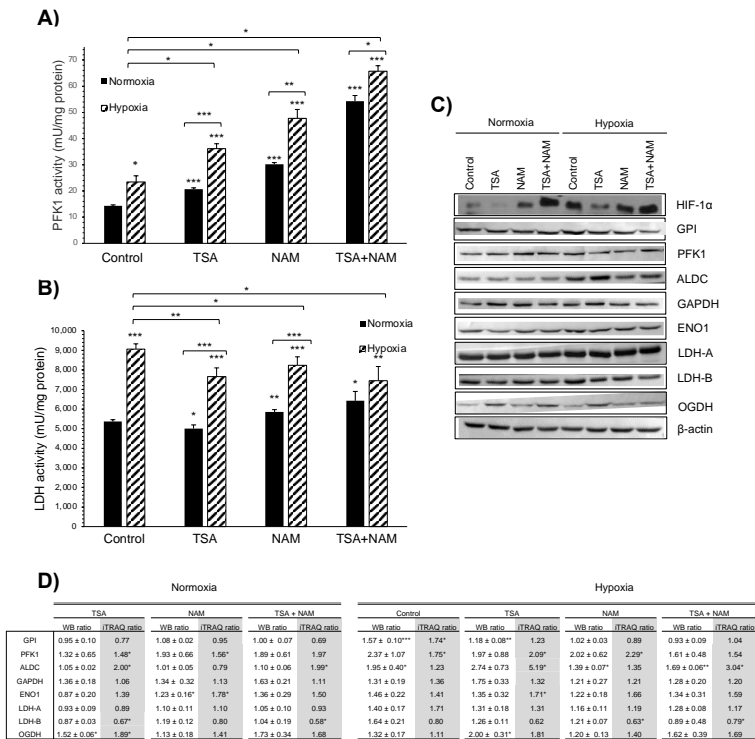 A)
PFK1 activity (mU/mg protein)
70
60
50
40
30
20
10
0
Normoxia
Hypoxia
*
*
*
*
***
**
*
***
***
***
***
***
***
Control TSA NAM TSA+NAM
B)
LDH activity (mU/mg protein)
10,000
9,000
8,000
7,000
6,000
5,000
4,000
3,000
2,000
1,000
0
Normoxia
Hypoxia
*
*
**
***
***
***
***
***
**
*
**
*
Control TSA NAM TSA+NAM
C)
Normoxia Hypoxia
Control TSA NAM TSA+NAM Control TSA NAM TSA+NAM
HIF-1α
GPI
PFK1
ALDC
GAPDH
ENO1
LDH-A
LDH-B
OGDH
β-actin
D)
Normoxia Hypoxia
TSA NAM TSA + NAM Control TSA NAM TSA + NAM
WB ratio iTRAQ ratio WB ratio iTRAQ ratio WB ratio iTRAQ ratio WB ratio iTRAQ ratio WB ratio iTRAQ ratio WB ratio iTRAQ ratio WB ratio iTRAQ ratio
GPI 0.95 ± 0.10 0.77 1.08 ± 0.02 0.95 1.00 ± 0.07 0.69 1.57 ± 0.10*** 1.74* 1.18 ± 0.08** 1.23 1.02 ± 0.03 0.89 0.93 ± 0.09 1.04
PFK1 1.32 ± 0.65 1.48* 1.93 ± 0.66 1.56* 1.89 ± 0.61 1.97 2.37 ± 1.07 1.75* 1.97 ± 0.88 2.09* 2.02 ± 0.62 2.29* 1.61 ± 0.48 1.54
ALDC 1.05 ± 0.02 2.00* 1.01 ± 0.05 0.79 1.10 ± 0.06 1.99* 1.95 ± 0.40* 1.23 2.74 ± 0.73 5.19* 1.39 ± 0.07* 1.35 1.69 ± 0.06** 3.04*
GAPDH 1.36 ± 0.18 1.06 1.34 ± 0.32 1.13 1.63 ± 0.21 1.11 1.31 ± 0.19 1.36 1.75 ± 0.33 1.32 1.21 ± 0.27 1.21 1.28 ± 0.20 1.20
ENO1 0.87 ± 0.20 1.39 1.23 ± 0.16* 1.78* 1.36 ± 0.29 1.50 1.46 ± 0.22 1.41 1.35 ± 0.32 1.71* 1.22 ± 0.18 1.66 1.34 ± 0.31 1.59
LDH-A 0.93 ± 0.09 0.89 1.10 ± 0.11 1.10 1.10 ± 0.05 0.93 1.40 ± 0.17 1.71 1.28 ± 0.15 1.31 1.16 ± 0.11 1.19 1.28 ± 0.08 1.17
LDH-B 0.87 ± 0.03 0.67* 1.19 ± 0.12 0.80 1.04 ± 0.19 0.58* 1.64 ± 0.21 0.80 1.26 ± 0.11 0.62 1.21 ± 0.07 0.63* 0.89 ± 0.48 0.79*
OGDH 1.52 ± 0.06* 1.89* 1.13 ± 0.18 1.41 1.73 ± 0.34 1.68 1.32 ± 0.17 1.11 2.00 ± 0.31* 1.81 1.20 ± 0.13 1.40 1.62 ± 0.39 1.69